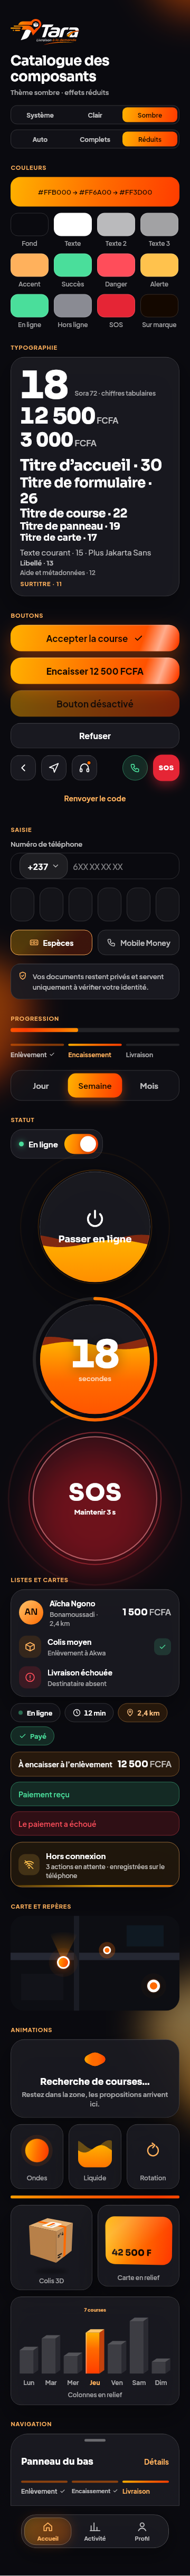 Tara
Livraison
Catalogue des
composants
Thème sombre · effets réduits
Système
Clair
Sombre
Auto
Complets
Réduits
COULEURS
#FFB000 → #FF6A00 → #FF3D00
Fond
Texte
Texte 2
Texte 3
Accent
Succès
Danger
Alerte
En ligne
Hors ligne
SOS
Sur marque
TYPOGRAPHIE
18 Sora 72 · chiffres tabulaires
12 500 FCFA
3 000 FCFA
Titre d'accueil · 30
Titre de formulaire ·
26
Titre de course · 22
Titre de panneau · 19
Titre de carte · 17
Texte courant · 15 · Plus Jakarta Sans
Libellé · 13
Aide et métadonnées · 12
SURTITRE · 11
BOUTONS
Accepter la course
Encaisser 12 500 FCFA
Bouton désactivé
Refuser
SOS
Renvoyer le code
SAISIE
Numéro de téléphone
+237
6XX XX XX XX
Espèces
Mobile Money
Vos documents restent privés et servent
uniquement à vérifier votre identité.
PROGRESSION
Enlèvement
Encaissement
Livraison
Jour
Semaine
Mois
STATUT
En ligne
Passer en ligne
18
secondes
SOS
Maintenir 3 s
LISTES ET CARTES
AN
Aïcha Ngono
Bonamoussadi ·
2,4 km
1 500 FCFA
Colis moyen
Enlèvement à Akwa
Livraison échouée
Destinataire absent
En ligne
12 min
2,4 km
Payé
À encaisser à l'enlèvement 12 500 FCFA
Paiement reçu
Le paiement a échoué
Hors connexion
3 actions en attente · enregistrées sur le
téléphone
CARTE ET REPÈRES
ANIMATIONS
Recherche de courses…
Restez dans la zone, les propositions arrivent
ici.
Ondes
Liquide
Rotation
Colis 3D
42 500 F
Carte en relief
7 courses
Lun
Mar
Mer
Jeu
Ven
Sam
Dim
Colonnes en relief
NAVIGATION
Panneau du bas
Détails
Enlèvement
Encaissement
Livraison
Accueil
Activité
Profil